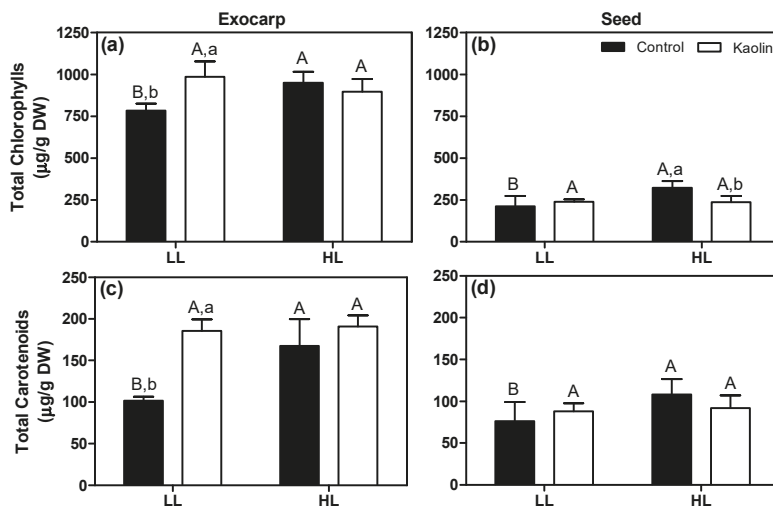 Exocarp
Seed
Total Chlorophylls
(µg/g DW)
1250
1000
750
500
250
0
(a)
B,b
A,a
A
A
LL
HL
1250
1000
750
500
250
0
(b)
Control
Kaolin
B
A
A,a
A,b
LL
HL
Total Carotenoids
(µg/g DW)
250
200
150
100
50
0
(c)
B,b
A,a
A
A
LL
HL
250
200
150
100
50
0
(d)
B
A
A
A
LL
HL